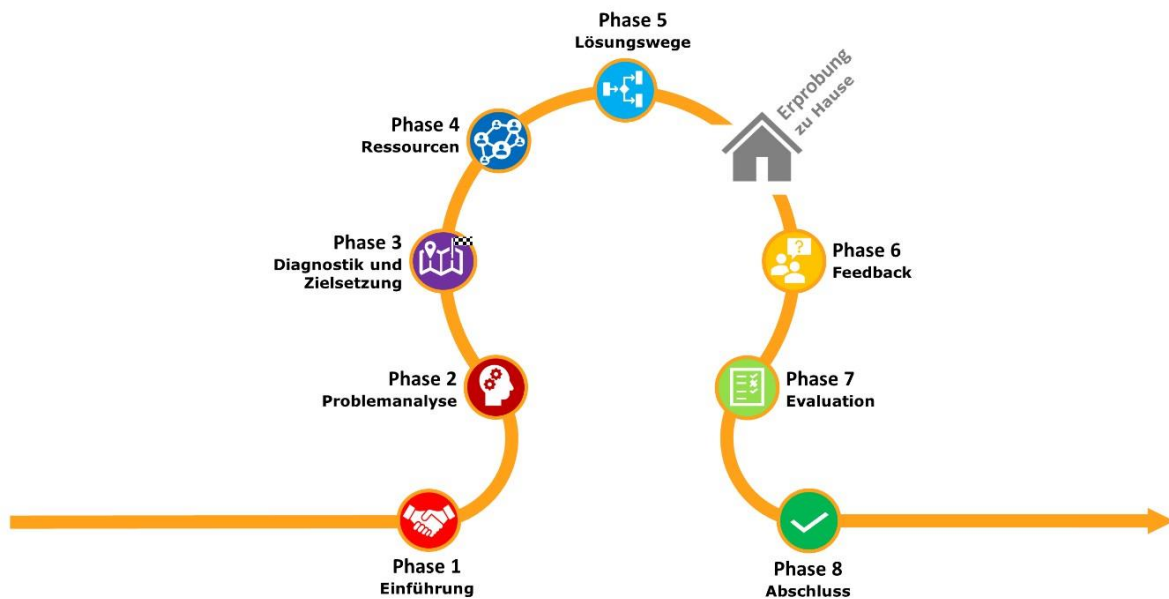 Phase 1
Einführung
Phase 2
Problemanalyse
Phase 3
Diagnostik und
Zielsetzung
Phase 4
Ressourcen
Phase 5
Lösungswege
Erprobung
zu Hause
?
Phase 6
Feedback
Phase 7
Evaluation
Phase 8
Abschluss